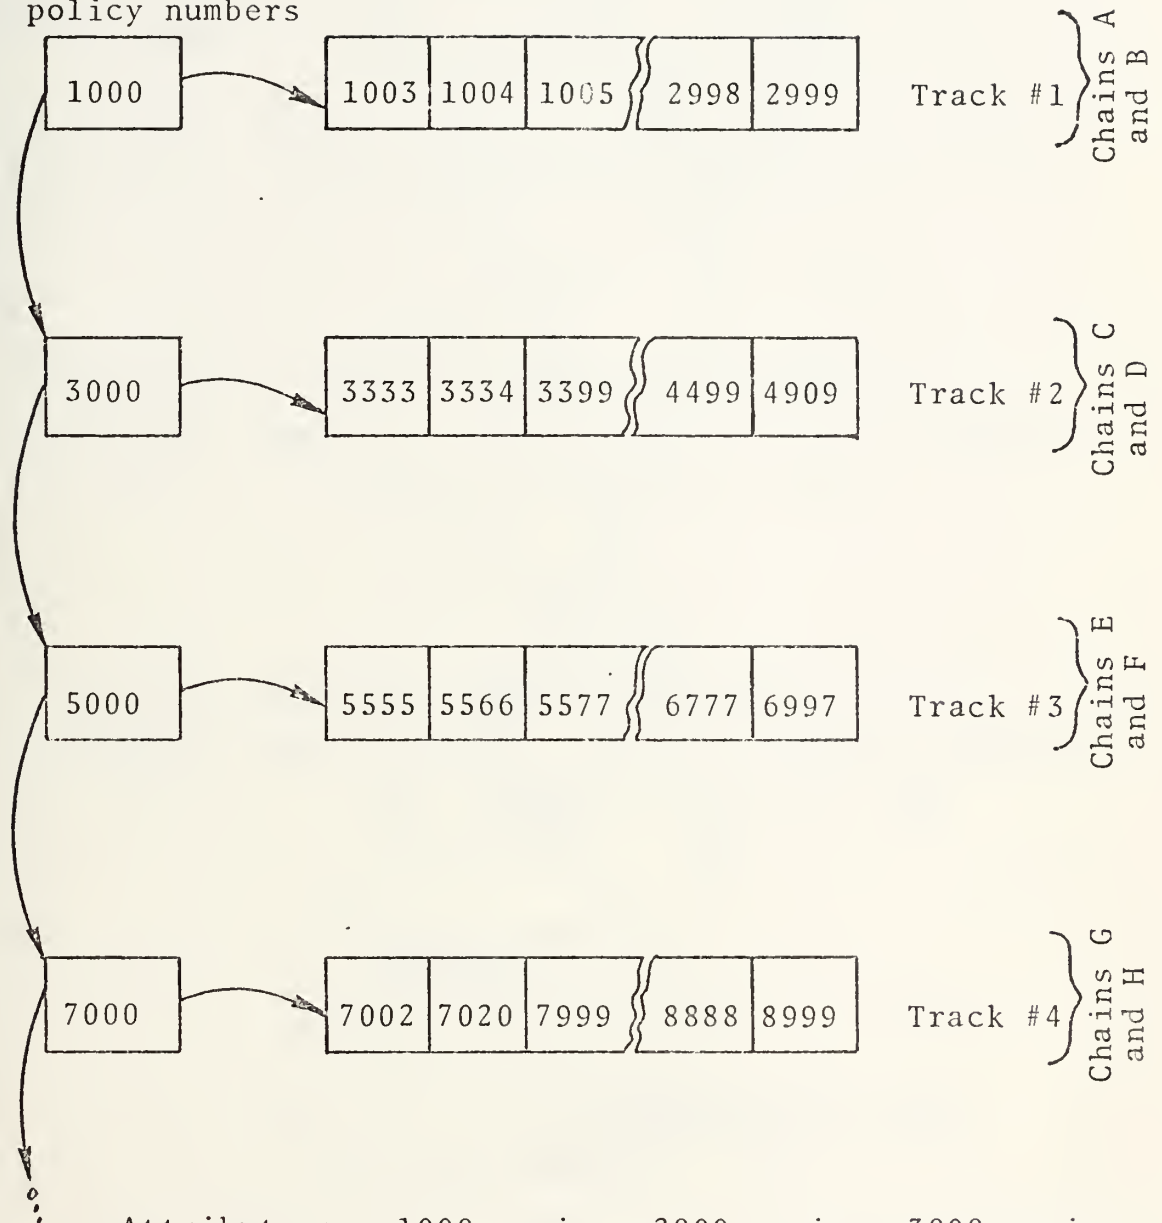 policy numbers
1000 1003 1004 1005 2998 2999 Track #1 Chains A
and B
3000 3333 3334 3399 4499 4909 Track #2 Chains C
and D
5000 5555 5566 5577 6777 6997 Track #3 Chains E
and F
7000 7002 7020 7999 8888 8999 Track #4 Chains G
and H